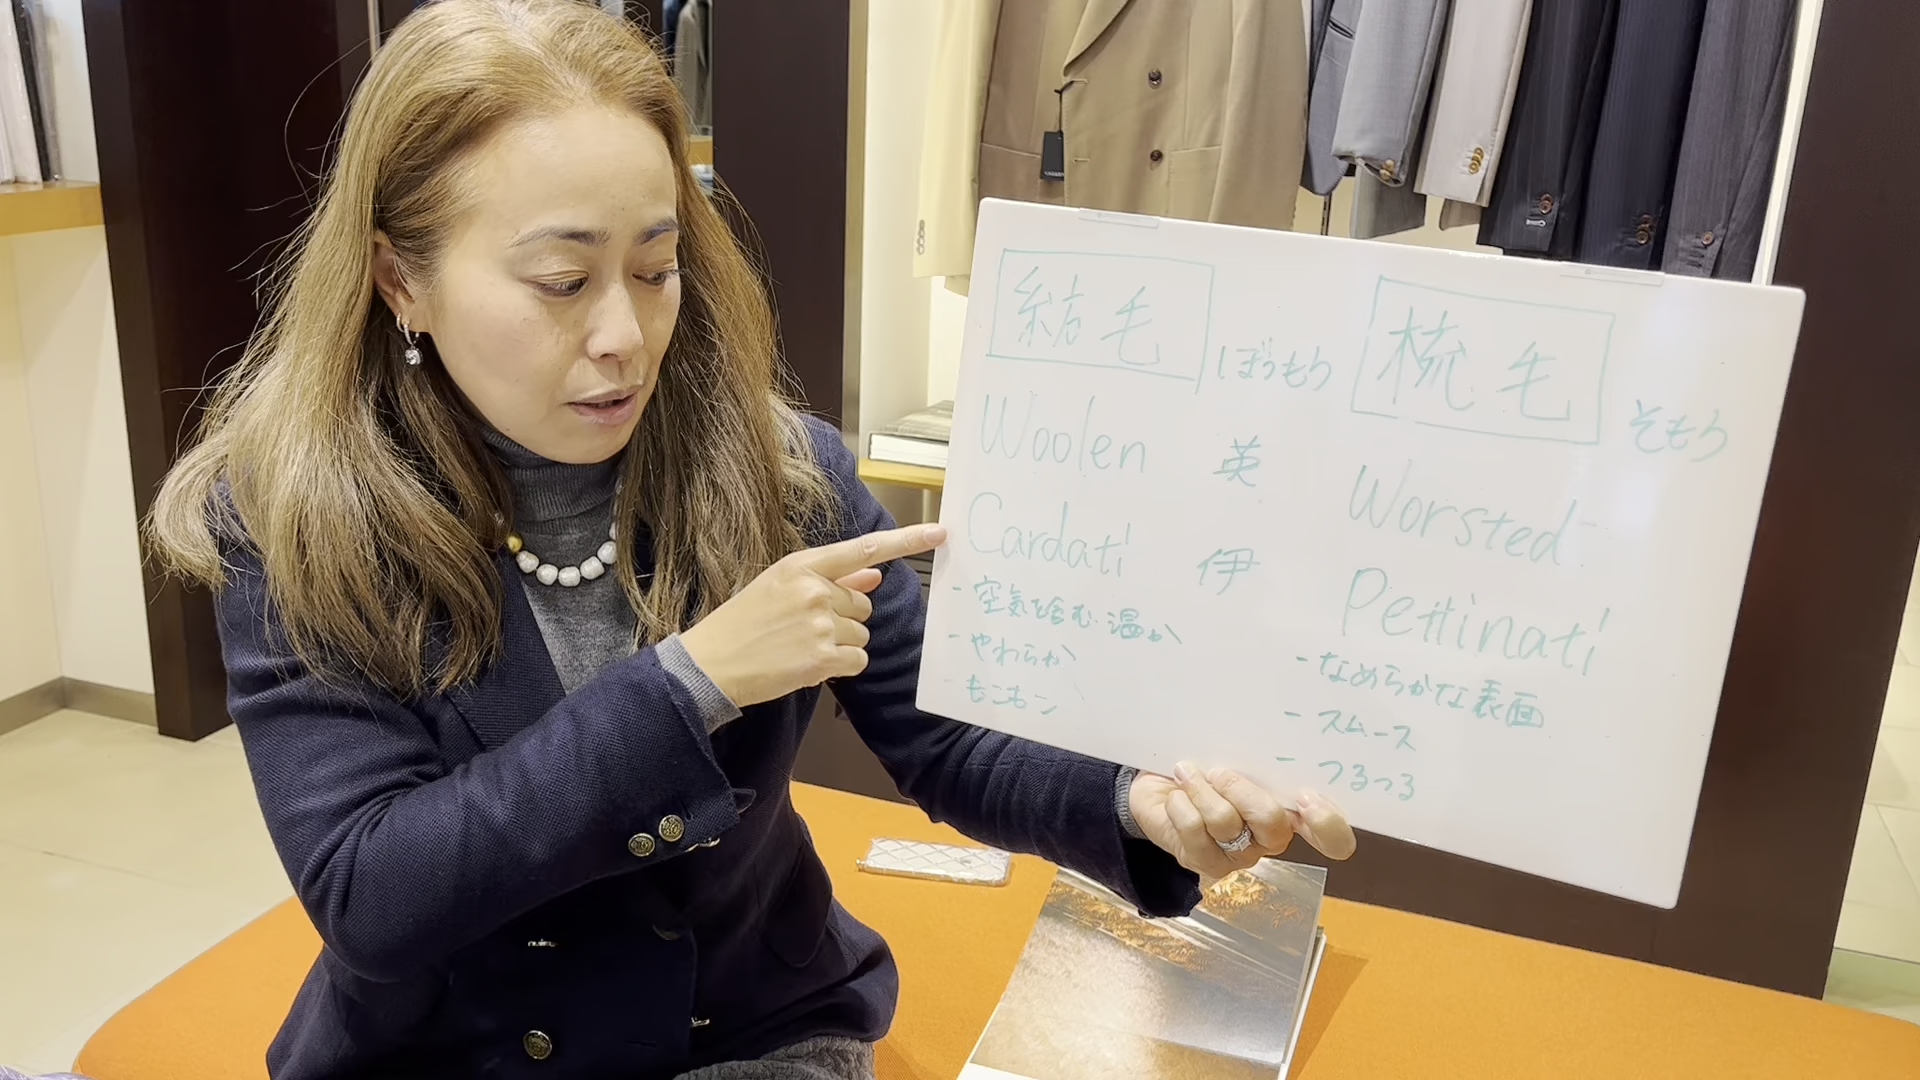 紡毛 ぼうもう
Woolen 英
Cardati 伊
- 空気を含む・温か
- やわらか
- もこもこ
梳毛 そもう
Worsted
Pettinati
- なめらかな表面
- スムース
- つるつる